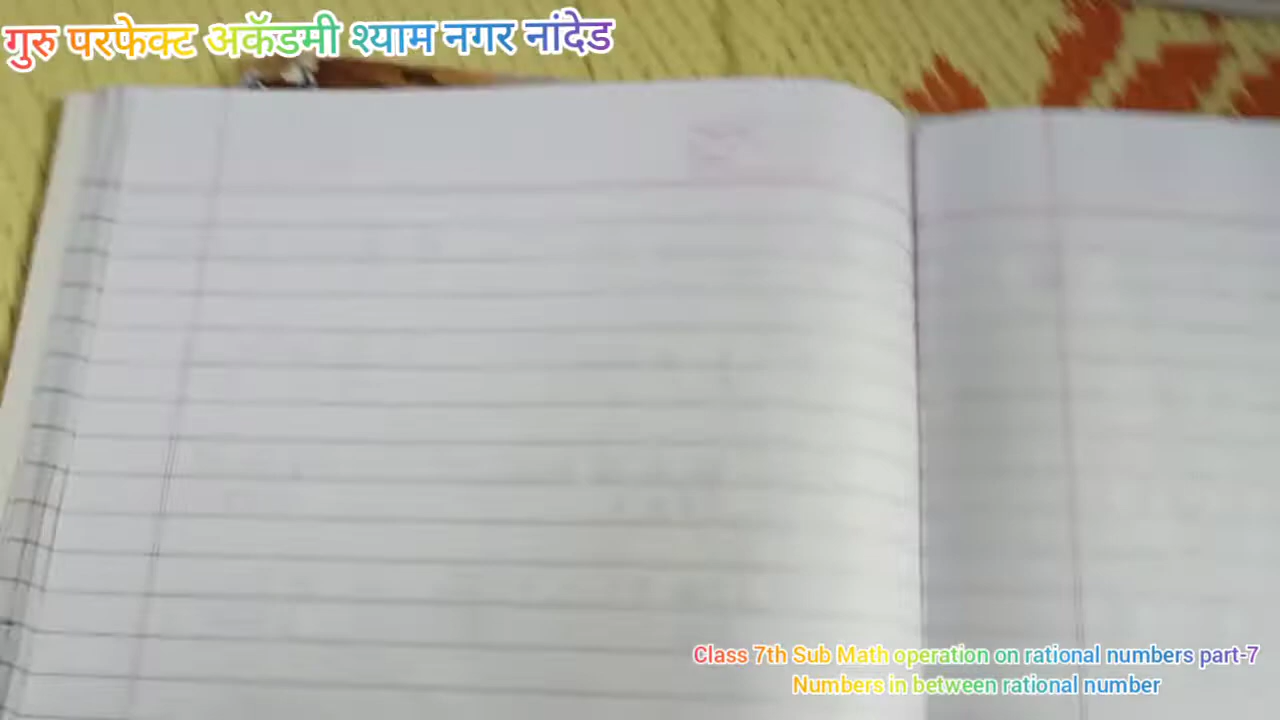 गुरु परफेक्ट अकॅडमी श्याम नगर नांदेड
Class 7th Sub Math operation on rational numbers part-7
Numbers in between rational number